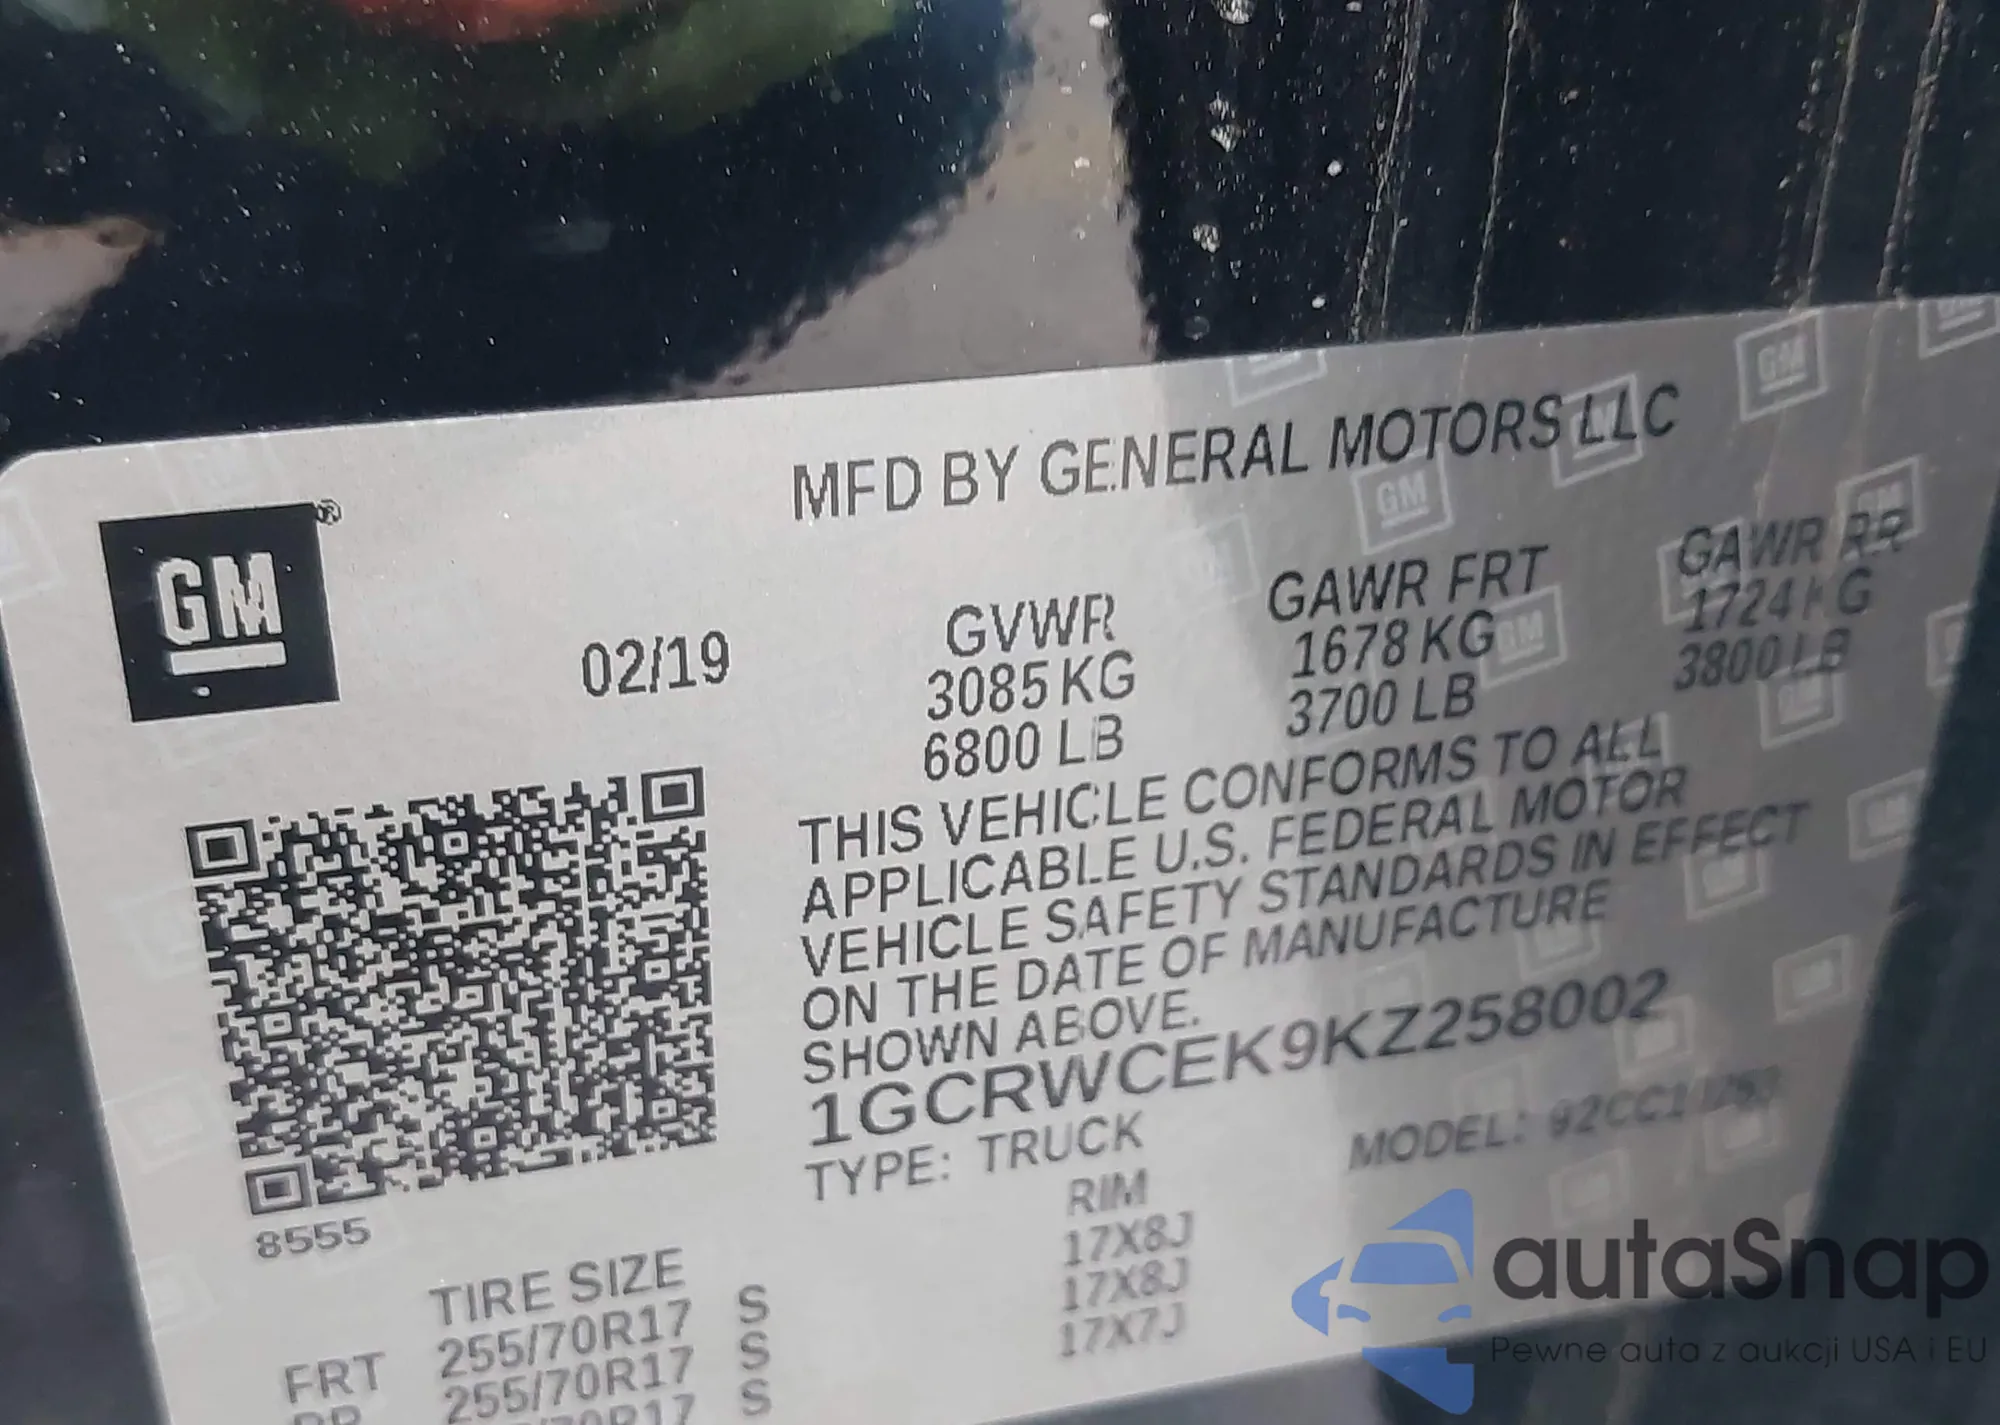 MFD BY GENERAL MOTORS LLC
GM®
02/19
GVWR
3085 KG
6800 LB
GAWR FRT
1678 KG
3700 LB
GAWR RR
1724 KG
3800 LB
THIS VEHICLE CONFORMS TO ALL
APPLICABLE U.S. FEDERAL MOTOR
VEHICLE SAFETY STANDARDS IN EFFECT
ON THE DATE OF MANUFACTURE
SHOWN ABOVE.
1GCRWCEK9KZ258002
TYPE: TRUCK
MODEL:
8555
TIRE SIZE
RIM
FRT 255/70R17 S 17X8J
RR 255/70R17 S 17X8J
S 17X7J
autaSnap
Pewne auta z aukcji USA i EU